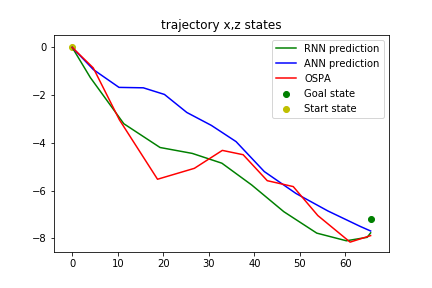 trajectory x,z states
RNN prediction
ANN prediction
OSPA
Goal state
Start state
0
−2
−4
−6
−8
0 10 20 30 40 50 60